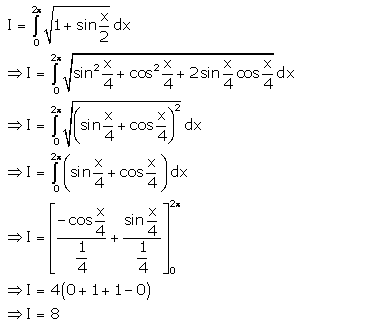 I = ∫₀^{2π} √(1 + sin x/2) dx
⇒ I = ∫₀^{2π} √(sin² x/4 + cos² x/4 + 2 sin x/4 cos x/4) dx
⇒ I = ∫₀^{2π} √((sin x/4 + cos x/4)²) dx
⇒ I = ∫₀^{2π} (sin x/4 + cos x/4) dx
⇒ I = [(-cos x/4)/(1/4) + (sin x/4)/(1/4)]₀^{2π}
⇒ I = 4(0 + 1 + 1 - 0)
⇒ I = 8